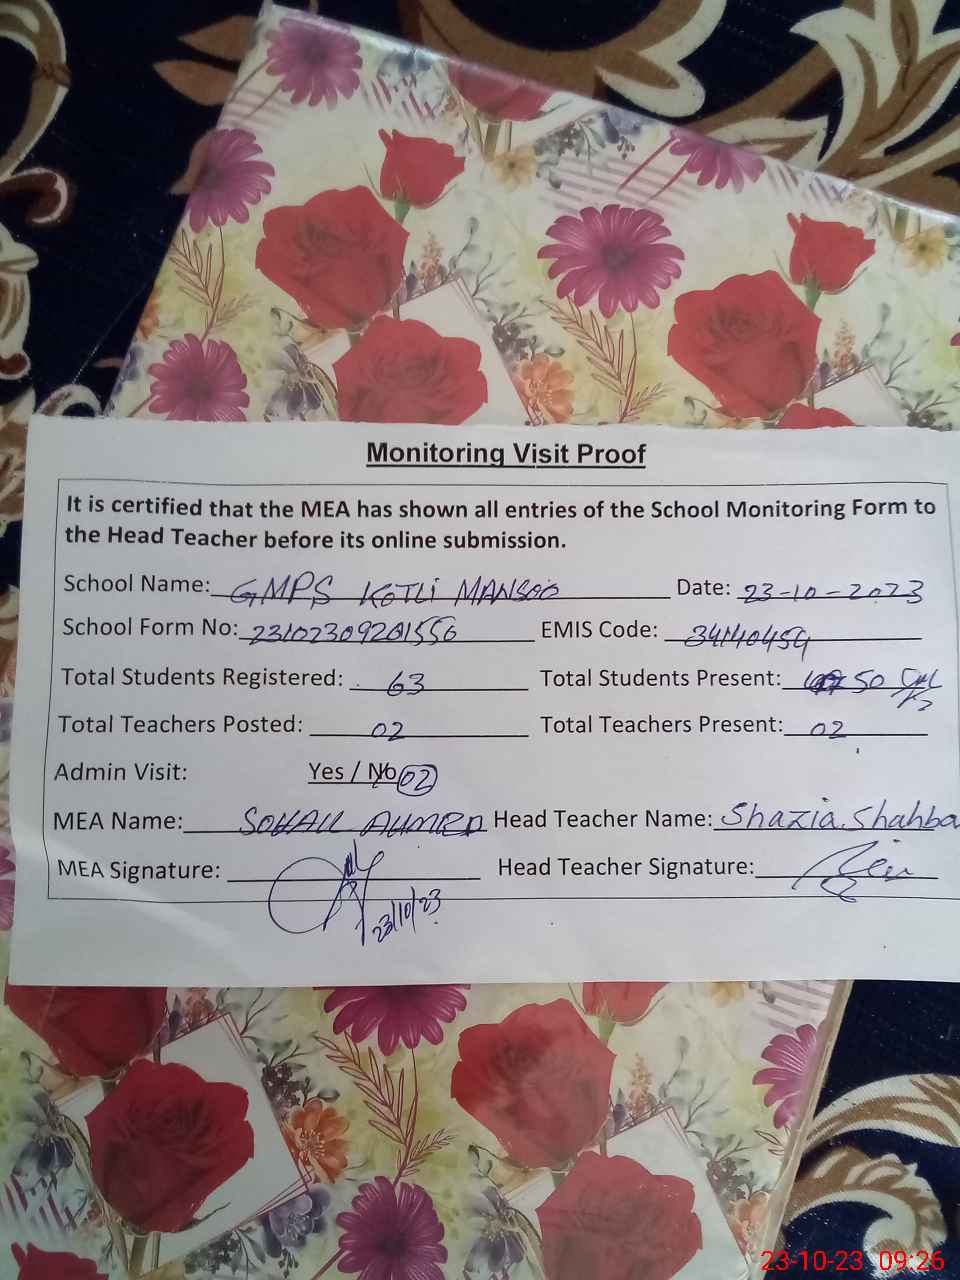 Monitoring Visit Proof
It is certified that the MEA has shown all entries of the School Monitoring Form to
the Head Teacher before its online submission.
School Name: GMPS KOTLI MANSOO Date: 23-10-2023
School Form No: 23102309201556 EMIS Code: 34140454
Total Students Registered: 63 Total Students Present: 50
Total Teachers Posted: 02 Total Teachers Present: 02
Admin Visit: Yes / No 02
MEA Name: SOHAIL AHMED Head Teacher Name: Shazia Shahba
MEA Signature: Head Teacher Signature:
23/10/23
23-10-23 09:26